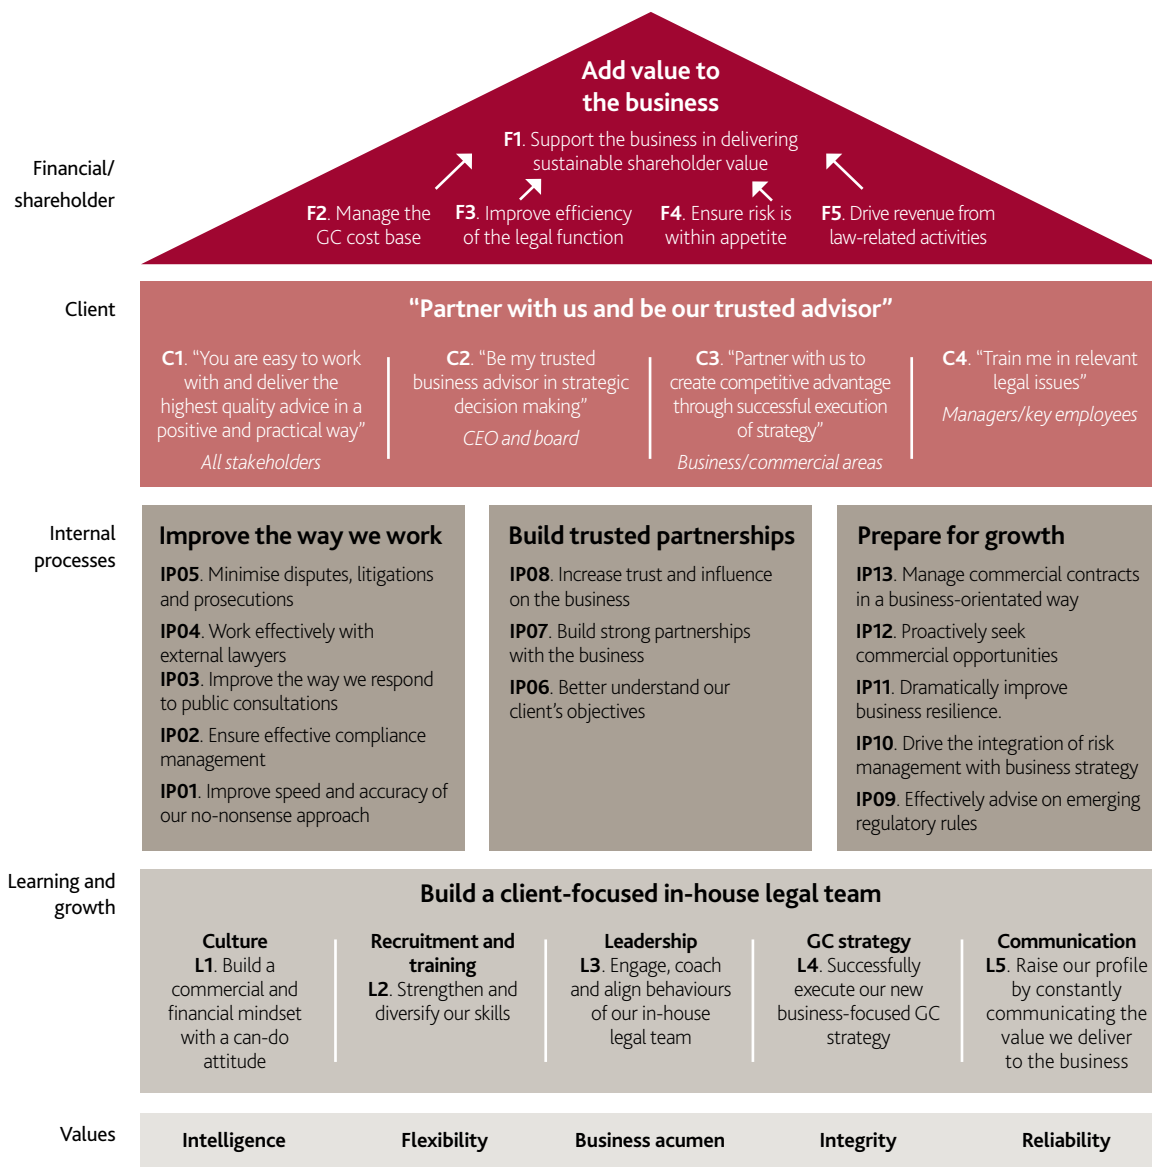 Add value to
the business
Financial/
shareholder
F1. Support the business in delivering
sustainable shareholder value
F2. Manage the
GC cost base
F3. Improve efficiency
of the legal function
F4. Ensure risk is
within appetite
F5. Drive revenue from
law-related activities
Client
“Partner with us and be our trusted advisor”
C1. “You are easy to work
with and deliver the
highest quality advice in a
positive and practical way”
All stakeholders
C2. “Be my trusted
business advisor in strategic
decision making”
CEO and board
C3. “Partner with us to
create competitive advantage
through successful execution
of strategy”
Business/commercial areas
C4. “Train me in relevant
legal issues”
Managers/key employees
Internal
processes
Improve the way we work
IP05. Minimise disputes, litigations
and prosecutions
IP04. Work effectively with
external lawyers
IP03. Improve the way we respond
to public consultations
IP02. Ensure effective compliance
management
IP01. Improve speed and accuracy of
our no-nonsense approach
Build trusted partnerships
IP08. Increase trust and influence
on the business
IP07. Build strong partnerships
with the business
IP06. Better understand our
client’s objectives
Prepare for growth
IP13. Manage commercial contracts
in a business-orientated way
IP12. Proactively seek
commercial opportunities
IP11. Dramatically improve
business resilience.
IP10. Drive the integration of risk
management with business strategy
IP09. Effectively advise on emerging
regulatory rules
Learning and
growth
Build a client-focused in-house legal team
Culture
L1. Build a
commercial and
financial mindset
with a can-do
attitude
Recruitment and
training
L2. Strengthen and
diversify our skills
Leadership
L3. Engage, coach
and align behaviours
of our in-house
legal team
GC strategy
L4. Successfully
execute our new
business-focused GC
strategy
Communication
L5. Raise our profile
by constantly
communicating the
value we deliver
to the business
Values
Intelligence
Flexibility
Business acumen
Integrity
Reliability